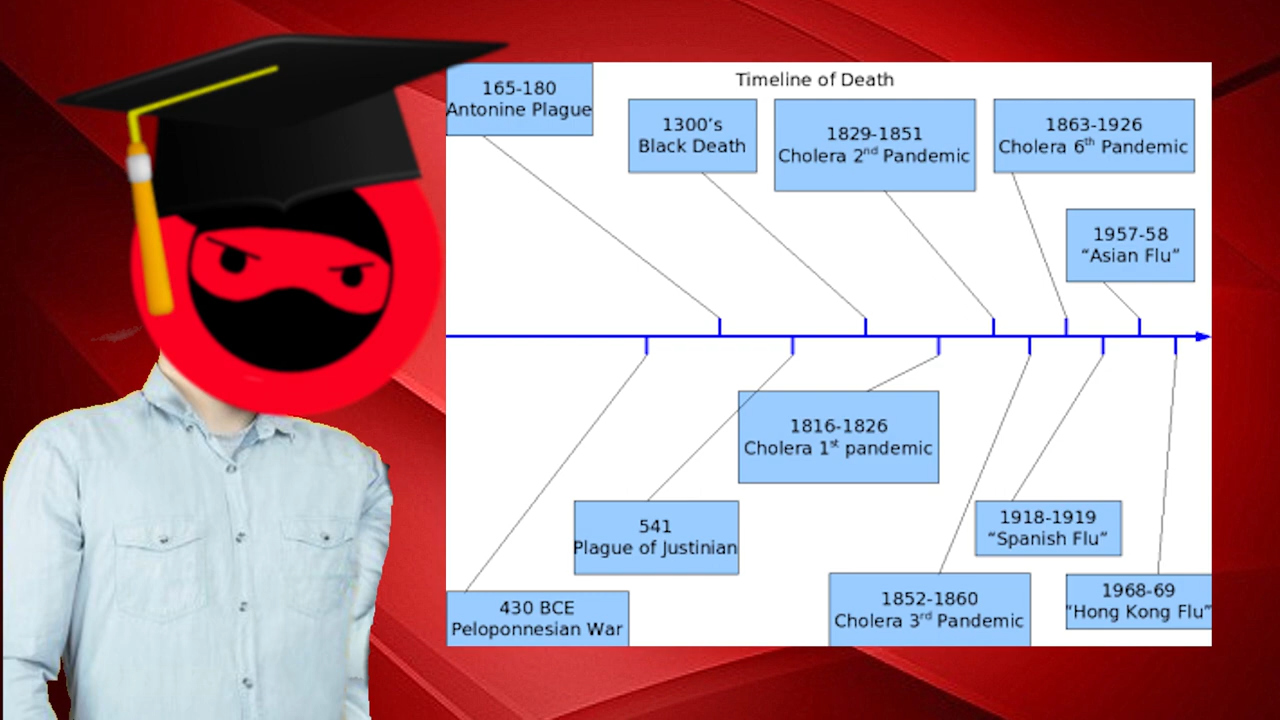 Timeline of Death
165-180
Antonine Plague
1300’s
Black Death
1829-1851
Cholera 2nd Pandemic
1863-1926
Cholera 6th Pandemic
1957-58
“Asian Flu”
1816-1826
Cholera 1st pandemic
541
Plague of Justinian
1918-1919
“Spanish Flu”
430 BCE
Peloponnesian War
1852-1860
Cholera 3rd Pandemic
1968-69
“Hong Kong Flu”